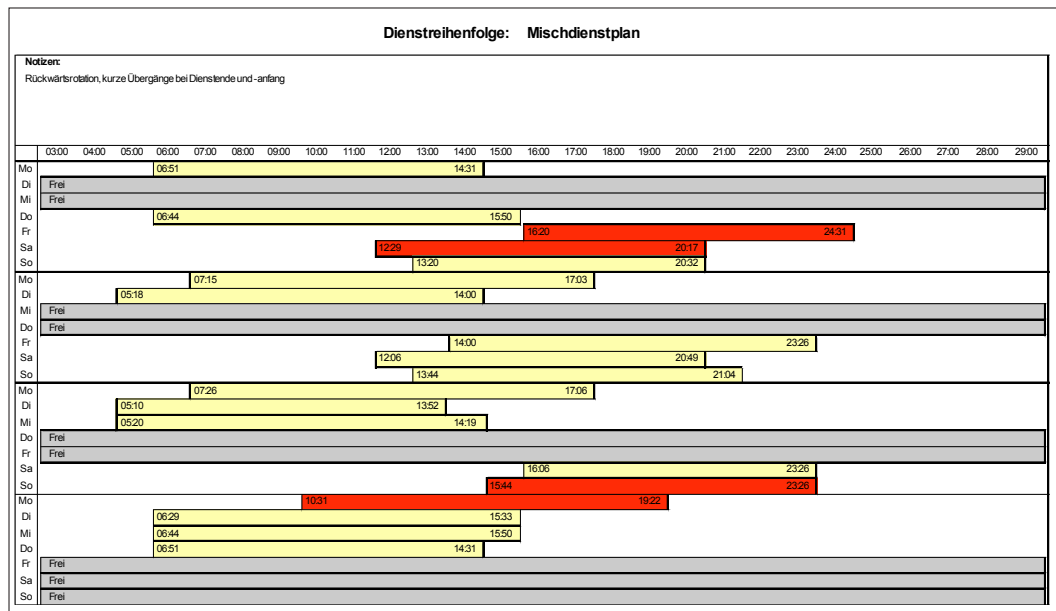 Dienstreihenfolge: Mischdienstplan
Notizen:
Rückwärtsrotation, kurze Übergänge bei Dienstende und -anfang
03:00 04:00 05:00 06:00 07:00 08:00 09:00 10:00 11:00 12:00 13:00 14:00 15:00 16:00 17:00 18:00 19:00 20:00 21:00 22:00 23:00 24:00 25:00 26:00 27:00 28:00 29:00
Mo 06:51 14:31
Di Frei
Mi Frei
Do 06:44 15:50
Fr 16:20 24:31
Sa 12:29 20:17
So 13:20 20:32
Mo 07:15 17:03
Di 05:18 14:00
Mi Frei
Do Frei
Fr 14:00 23:26
Sa 12:06 20:49
So 13:44 21:04
Mo 07:26 17:06
Di 05:10 13:52
Mi 05:20 14:19
Do Frei
Fr Frei
Sa 16:06 23:26
So 15:44 23:26
Mo 10:31 19:22
Di 06:29 15:33
Mi 06:44 15:50
Do 06:51 14:31
Fr Frei
Sa Frei
So Frei